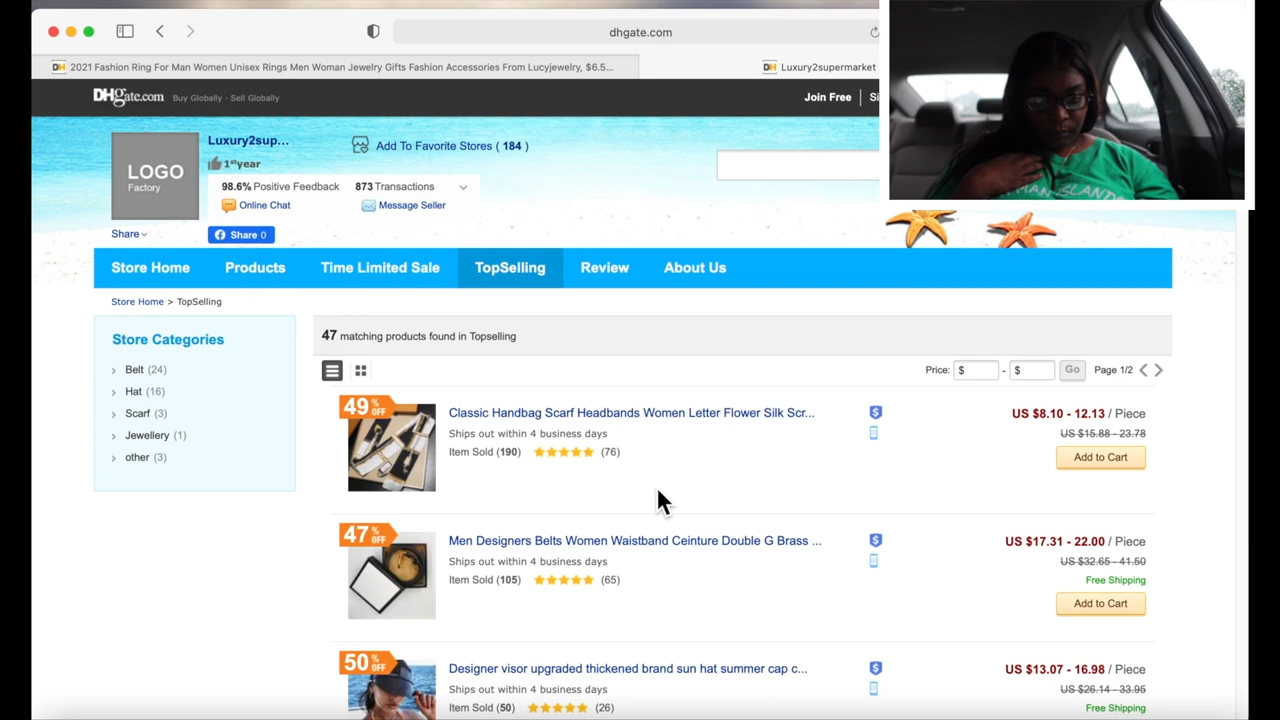 dhgate.com
DH 2021 Fashion Ring For Man Women Unisex Rings Men Woman Jewelry Gifts Fashion Accessories From Lucyjewelry, $6.5...
DH Luxury2supermarket
DHgate.com Buy Globally · Sell Globally
Join Free
LOGO
Factory
Luxury2sup...
1st year
98.6% Positive Feedback 873 Transactions
Online Chat Message Seller
Add To Favorite Stores ( 184 )
Share
Share 0
MAN ISLANDS
Store Home Products Time Limited Sale TopSelling Review About Us
Store Home > TopSelling
Store Categories
Belt (24)
Hat (16)
Scarf (3)
Jewellery (1)
other (3)
47 matching products found in Topselling
Price: $ - $ Go Page 1/2
49% OFF
Classic Handbag Scarf Headbands Women Letter Flower Silk Scr...
Ships out within 4 business days
Item Sold (190) (76)
US $8.10 - 12.13 / Piece
US $15.88 - 23.78
Add to Cart
47% OFF
Men Designers Belts Women Waistband Ceinture Double G Brass ...
Ships out within 4 business days
Item Sold (105) (65)
US $17.31 - 22.00 / Piece
US $32.65 - 41.50
Free Shipping
Add to Cart
50% OFF
Designer visor upgraded thickened brand sun hat summer cap c...
Ships out within 4 business days
Item Sold (50) (26)
US $13.07 - 16.98 / Piece
US $26.14 - 33.95
Free Shipping